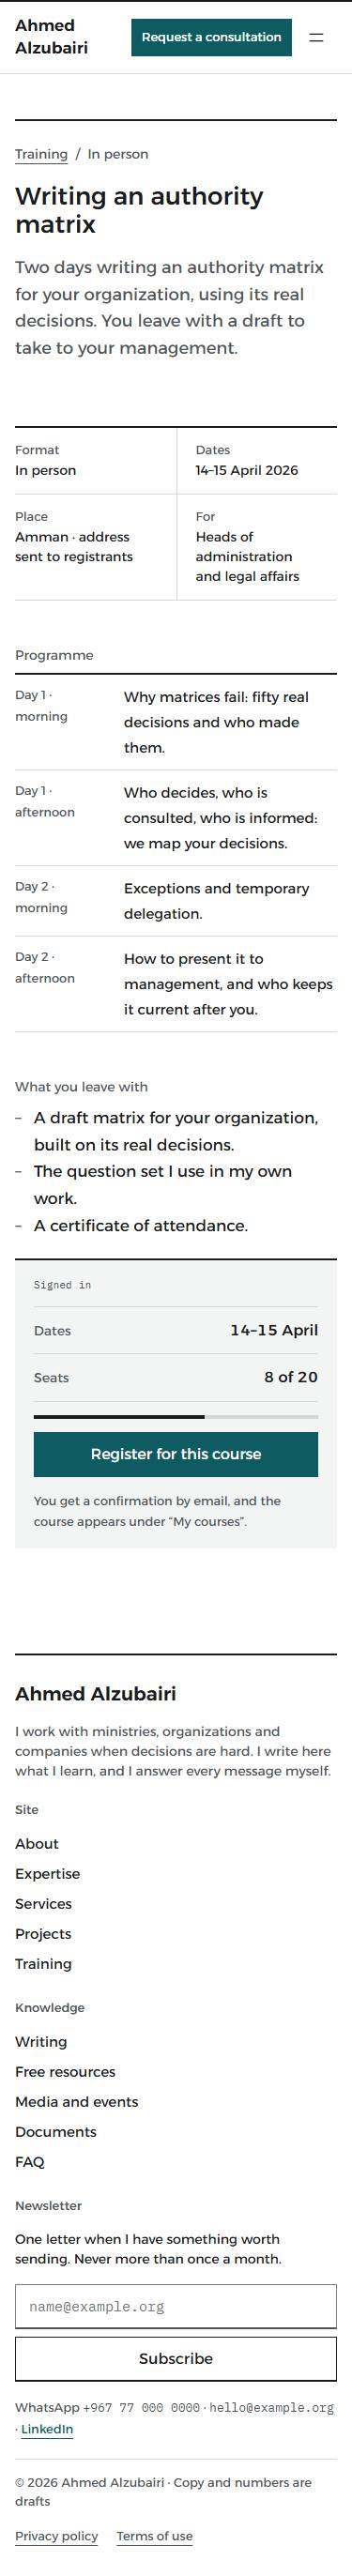 Ahmed
Alzubairi
Request a consultation
Training / In person
Writing an authority
matrix
Two days writing an authority matrix
for your organization, using its real
decisions. You leave with a draft to
take to your management.
Format
In person
Dates
14–15 April 2026
Place
Amman · address
sent to registrants
For
Heads of
administration
and legal affairs
Programme
Day 1 ·
morning
Why matrices fail: fifty real
decisions and who made
them.
Day 1 ·
afternoon
Who decides, who is
consulted, who is informed:
we map your decisions.
Day 2 ·
morning
Exceptions and temporary
delegation.
Day 2 ·
afternoon
How to present it to
management, and who keeps
it current after you.
What you leave with
– A draft matrix for your organization,
built on its real decisions.
– The question set I use in my own
work.
– A certificate of attendance.
Signed in
Dates 14–15 April
Seats 8 of 20
Register for this course
You get a confirmation by email, and the
course appears under “My courses”.
Ahmed Alzubairi
I work with ministries, organizations and
companies when decisions are hard. I write here
what I learn, and I answer every message myself.
Site
About
Expertise
Services
Projects
Training
Knowledge
Writing
Free resources
Media and events
Documents
FAQ
Newsletter
One letter when I have something worth
sending. Never more than once a month.
name@example.org
Subscribe
WhatsApp +967 77 000 0000 · hello@example.org
· LinkedIn
© 2026 Ahmed Alzubairi · Copy and numbers are
drafts
Privacy policy Terms of use